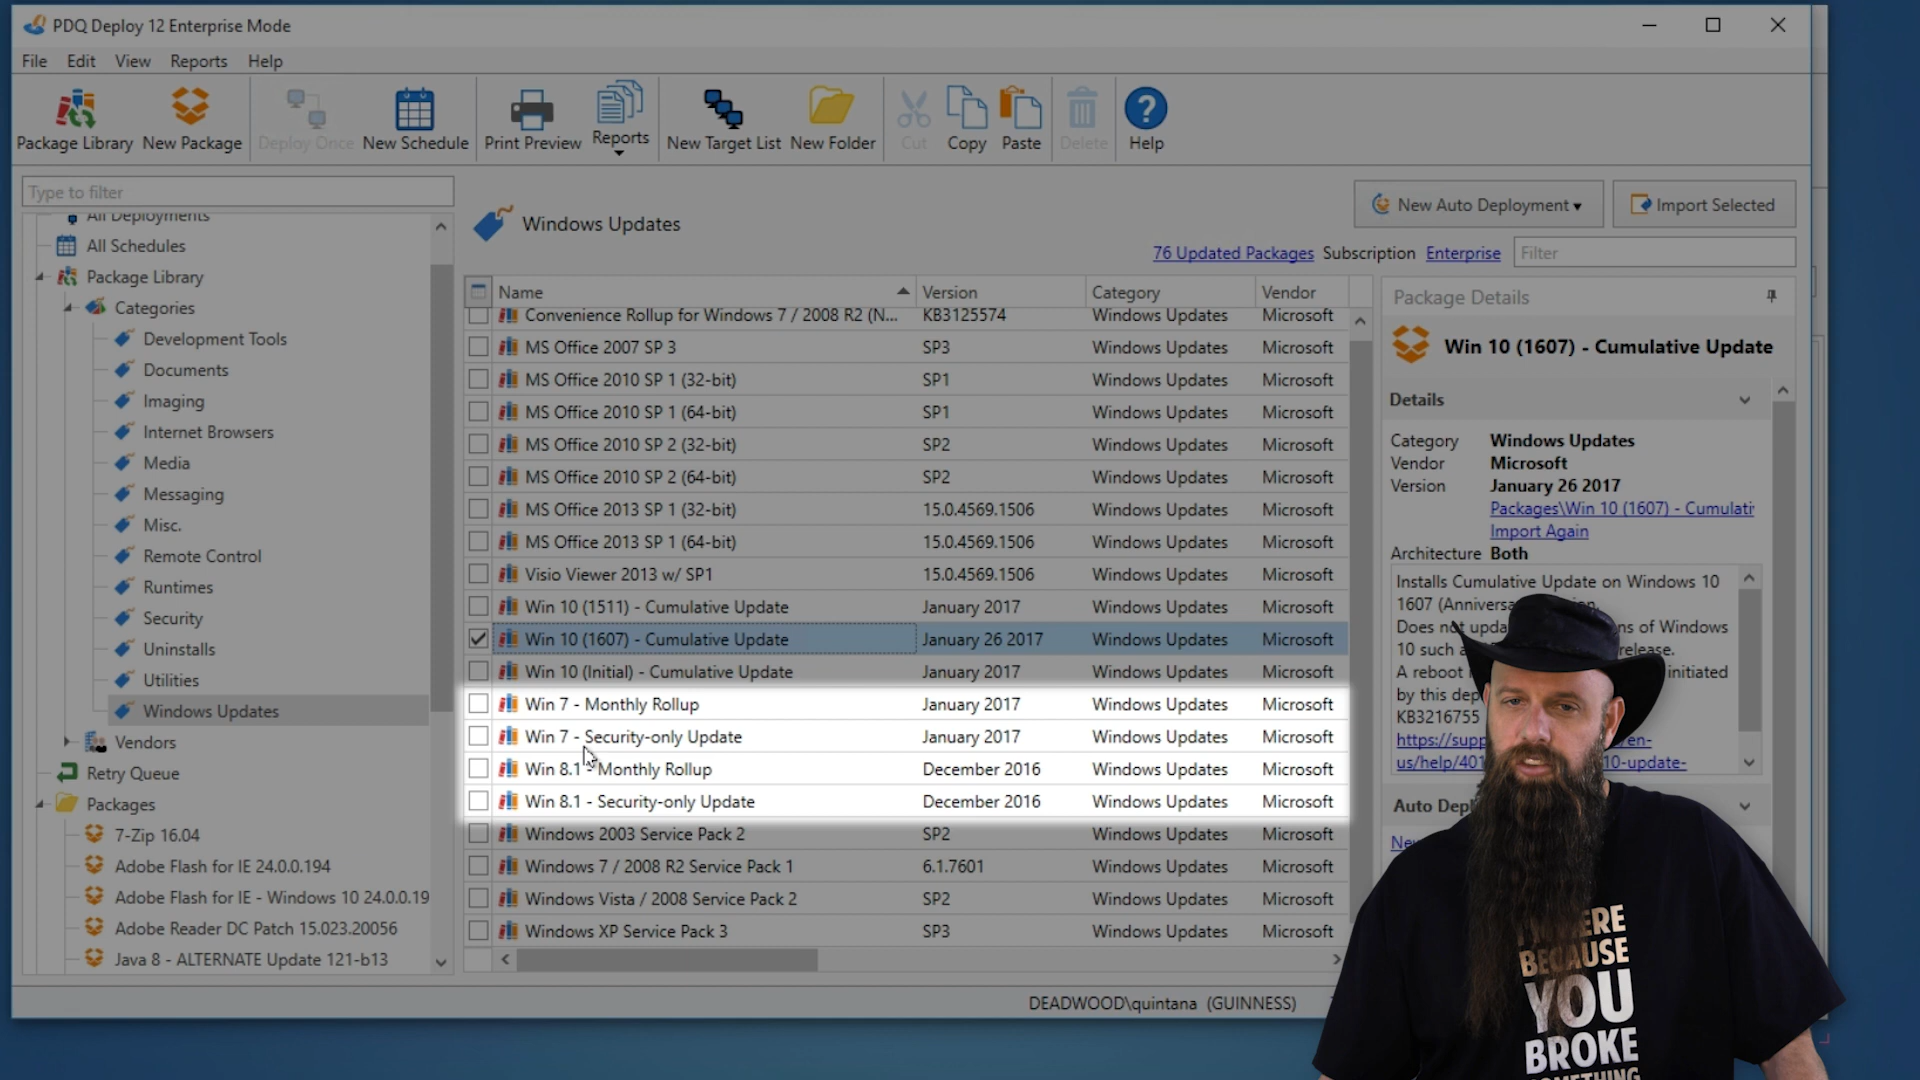 PDQ Deploy 12 Enterprise Mode
File Edit View Reports Help
Package Library New Package Deploy Once New Schedule Print Preview Reports New Target List New Folder Cut Copy Paste Delete Help
Type to filter
All Deployments
All Schedules
Package Library
Categories
Development Tools
Documents
Imaging
Internet Browsers
Media
Messaging
Misc.
Remote Control
Runtimes
Security
Uninstalls
Utilities
Windows Updates
Vendors
Retry Queue
Packages
7-Zip 16.04
Adobe Flash for IE 24.0.0.194
Adobe Flash for IE - Windows 10 24.0.0.19
Adobe Reader DC Patch 15.023.20056
Java 8 - ALTERNATE Update 121-b13
Windows Updates
New Auto Deployment Import Selected
76 Updated Packages Subscription Enterprise Filter
Name Version Category Vendor
Convenience Rollup for Windows 7 / 2008 R2 (N... KB3125574 Windows Updates Microsoft
MS Office 2007 SP 3 SP3 Windows Updates Microsoft
MS Office 2010 SP 1 (32-bit) SP1 Windows Updates Microsoft
MS Office 2010 SP 1 (64-bit) SP1 Windows Updates Microsoft
MS Office 2010 SP 2 (32-bit) SP2 Windows Updates Microsoft
MS Office 2010 SP 2 (64-bit) SP2 Windows Updates Microsoft
MS Office 2013 SP 1 (32-bit) 15.0.4569.1506 Windows Updates Microsoft
MS Office 2013 SP 1 (64-bit) 15.0.4569.1506 Windows Updates Microsoft
Visio Viewer 2013 w/ SP1 15.0.4569.1506 Windows Updates Microsoft
Win 10 (1511) - Cumulative Update January 2017 Windows Updates Microsoft
Win 10 (1607) - Cumulative Update January 26 2017 Windows Updates Microsoft
Win 10 (Initial) - Cumulative Update January 2017 Windows Updates Microsoft
Win 7 - Monthly Rollup January 2017 Windows Updates Microsoft
Win 7 - Security-only Update January 2017 Windows Updates Microsoft
Win 8.1 - Monthly Rollup December 2016 Windows Updates Microsoft
Win 8.1 - Security-only Update December 2016 Windows Updates Microsoft
Windows 2003 Service Pack 2 SP2 Windows Updates Microsoft
Windows 7 / 2008 R2 Service Pack 1 6.1.7601 Windows Updates Microsoft
Windows Vista / 2008 Service Pack 2 SP2 Windows Updates Microsoft
Windows XP Service Pack 3 SP3 Windows Updates Microsoft
Package Details
Win 10 (1607) - Cumulative Update
Details
Category Windows Updates
Vendor Microsoft
Version January 26 2017
Packages\Win 10 (1607) - Cumulati
Import Again
Architecture Both
Installs Cumulative Update on Windows 10
1607
Does not of Windows
10 such release.
A reboot initiated
by this
KB3216755
https://supp en-
us/help/401 10-update-
Auto
DEADWOOD\quintana (GUINNESS)
BECAUSE
YOU
BROKE
SOMETHING